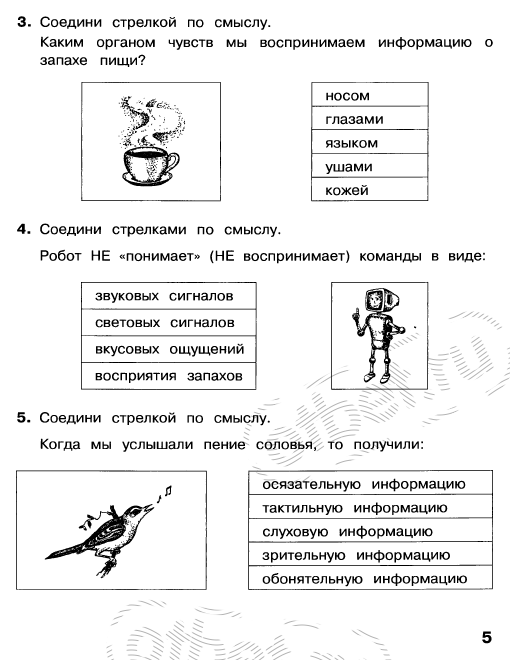 3. Соедини стрелкой по смыслу.
Каким органом чувств мы воспринимаем информацию о
запахе пищи?
носом
глазами
языком
ушами
кожей
4. Соедини стрелками по смыслу.
Робот НЕ «понимает» (НЕ воспринимает) команды в виде:
звуковых сигналов
световых сигналов
вкусовых ощущений
восприятия запахов
5. Соедини стрелкой по смыслу.
Когда мы услышали пение соловья, то получили:
осязательную информацию
тактильную информацию
слуховую информацию
зрительную информацию
обонятельную информацию
5